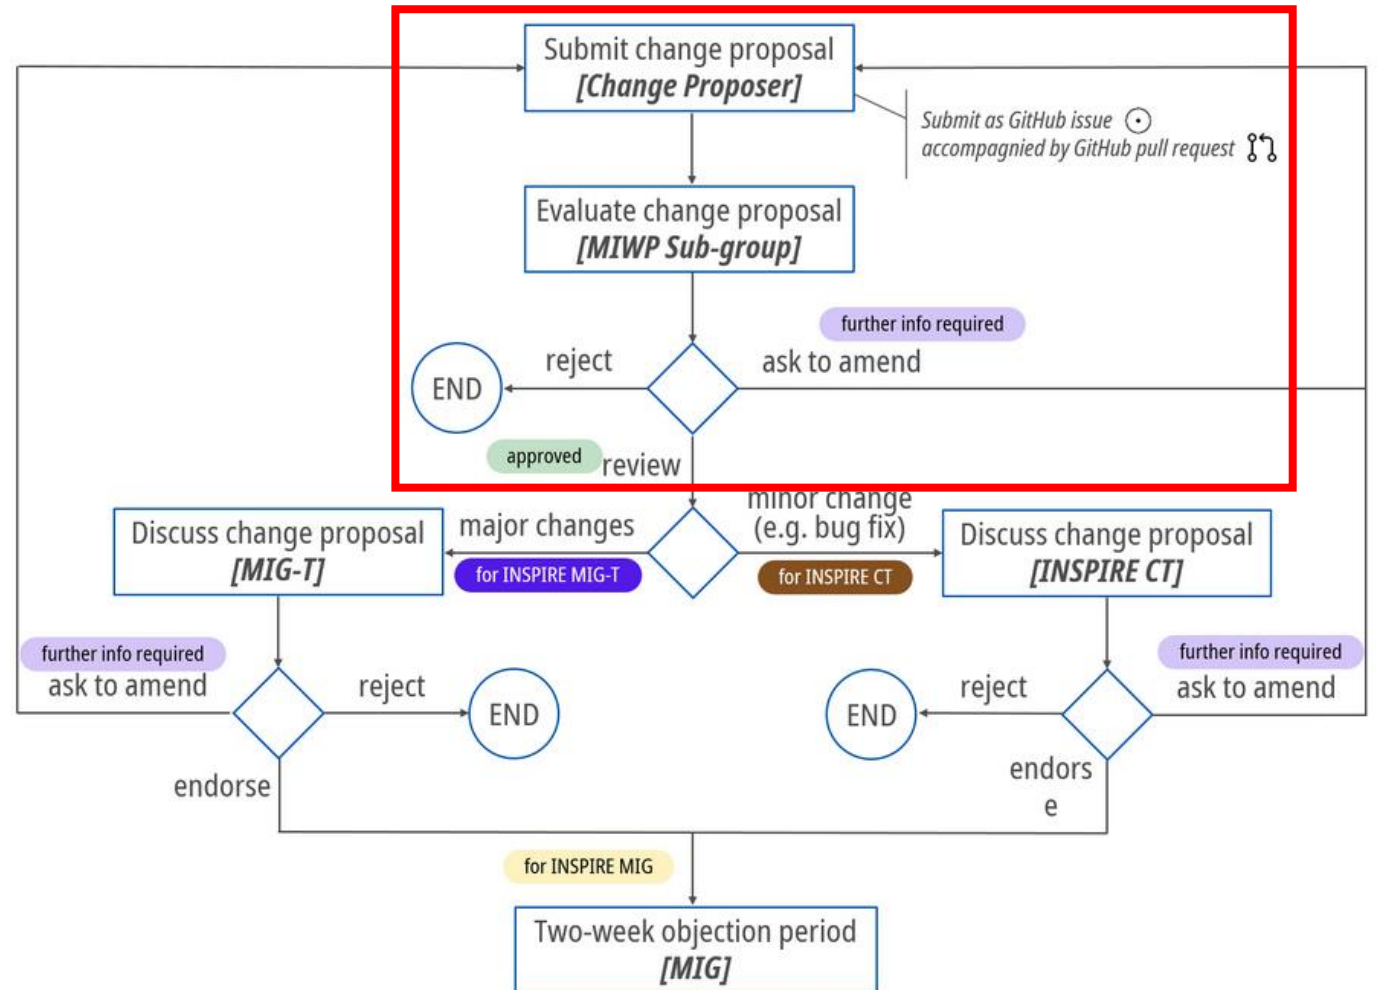 Submit change proposal
[Change Proposer]
Submit as GitHub issue
accompagnied by GitHub pull request
Evaluate change proposal
[MIWP Sub-group]
further info required
reject
ask to amend
END
approved
review
minor change
(e.g. bug fix)
major changes
for INSPIRE MIG-T
for INSPIRE CT
Discuss change proposal
[MIG-T]
Discuss change proposal
[INSPIRE CT]
further info required
ask to amend
reject
END
END
reject
further info required
ask to amend
endorse
endors
e
for INSPIRE MIG
Two-week objection period
[MIG]